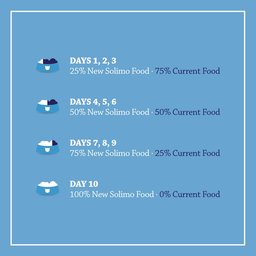 DAYS 1, 2, 3
25% New Solimo Food · 75% Current Food
DAYS 4, 5, 6
50% New Solimo Food · 50% Current Food
DAYS 7, 8, 9
75% New Solimo Food · 25% Current Food
DAY 10
100% New Solimo Food · 0% Current Food